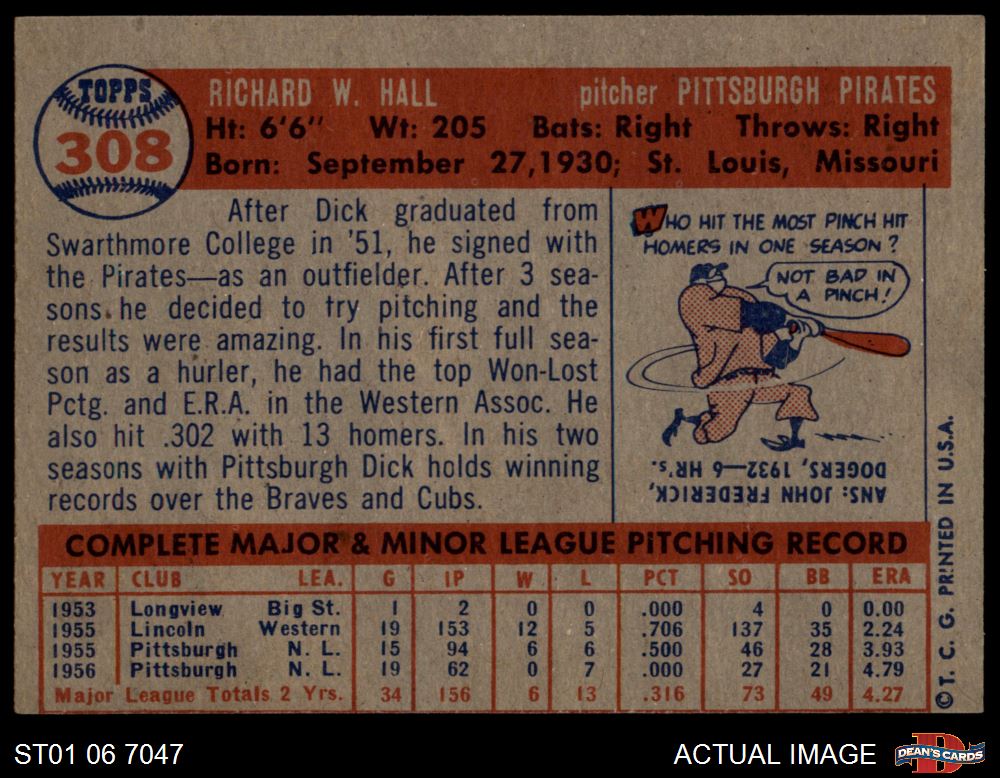 TOPPS
308
RICHARD W. HALL pitcher PITTSBURGH PIRATES
Ht: 6'6" Wt: 205 Bats: Right Throws: Right
Born: September 27, 1930; St. Louis, Missouri
After Dick graduated from
Swarthmore College in '51, he signed with
the Pirates—as an outfielder. After 3 sea-
sons he decided to try pitching and the
results were amazing. In his first full sea-
son as a hurler, he had the top Won-Lost
Pctg. and E.R.A. in the Western Assoc. He
also hit .302 with 13 homers. In his two
seasons with Pittsburgh Dick holds winning
records over the Braves and Cubs.
WHO HIT THE MOST PINCH HIT
HOMERS IN ONE SEASON?
NOT BAD IN
A PINCH!
ANS: JOHN FREDERICK,
DOGERS, 1932—6 HR's.
COMPLETE MAJOR & MINOR LEAGUE PITCHING RECORD
YEAR CLUB LEA. G IP W L PCT SO BB ERA
1953 Longview Big St. 1 2 0 0 .000 4 0 0.00
1955 Lincoln Western 19 153 12 5 .706 137 35 2.24
1955 Pittsburgh N. L. 15 94 6 6 .500 46 28 3.93
1956 Pittsburgh N. L. 19 62 0 7 .000 27 21 4.79
Major League Totals 2 Yrs. 34 156 6 13 .316 73 49 4.27
© T. C. G. PRINTED IN U.S.A.
ST01 06 7047
ACTUAL IMAGE
DEAN'S CARDS